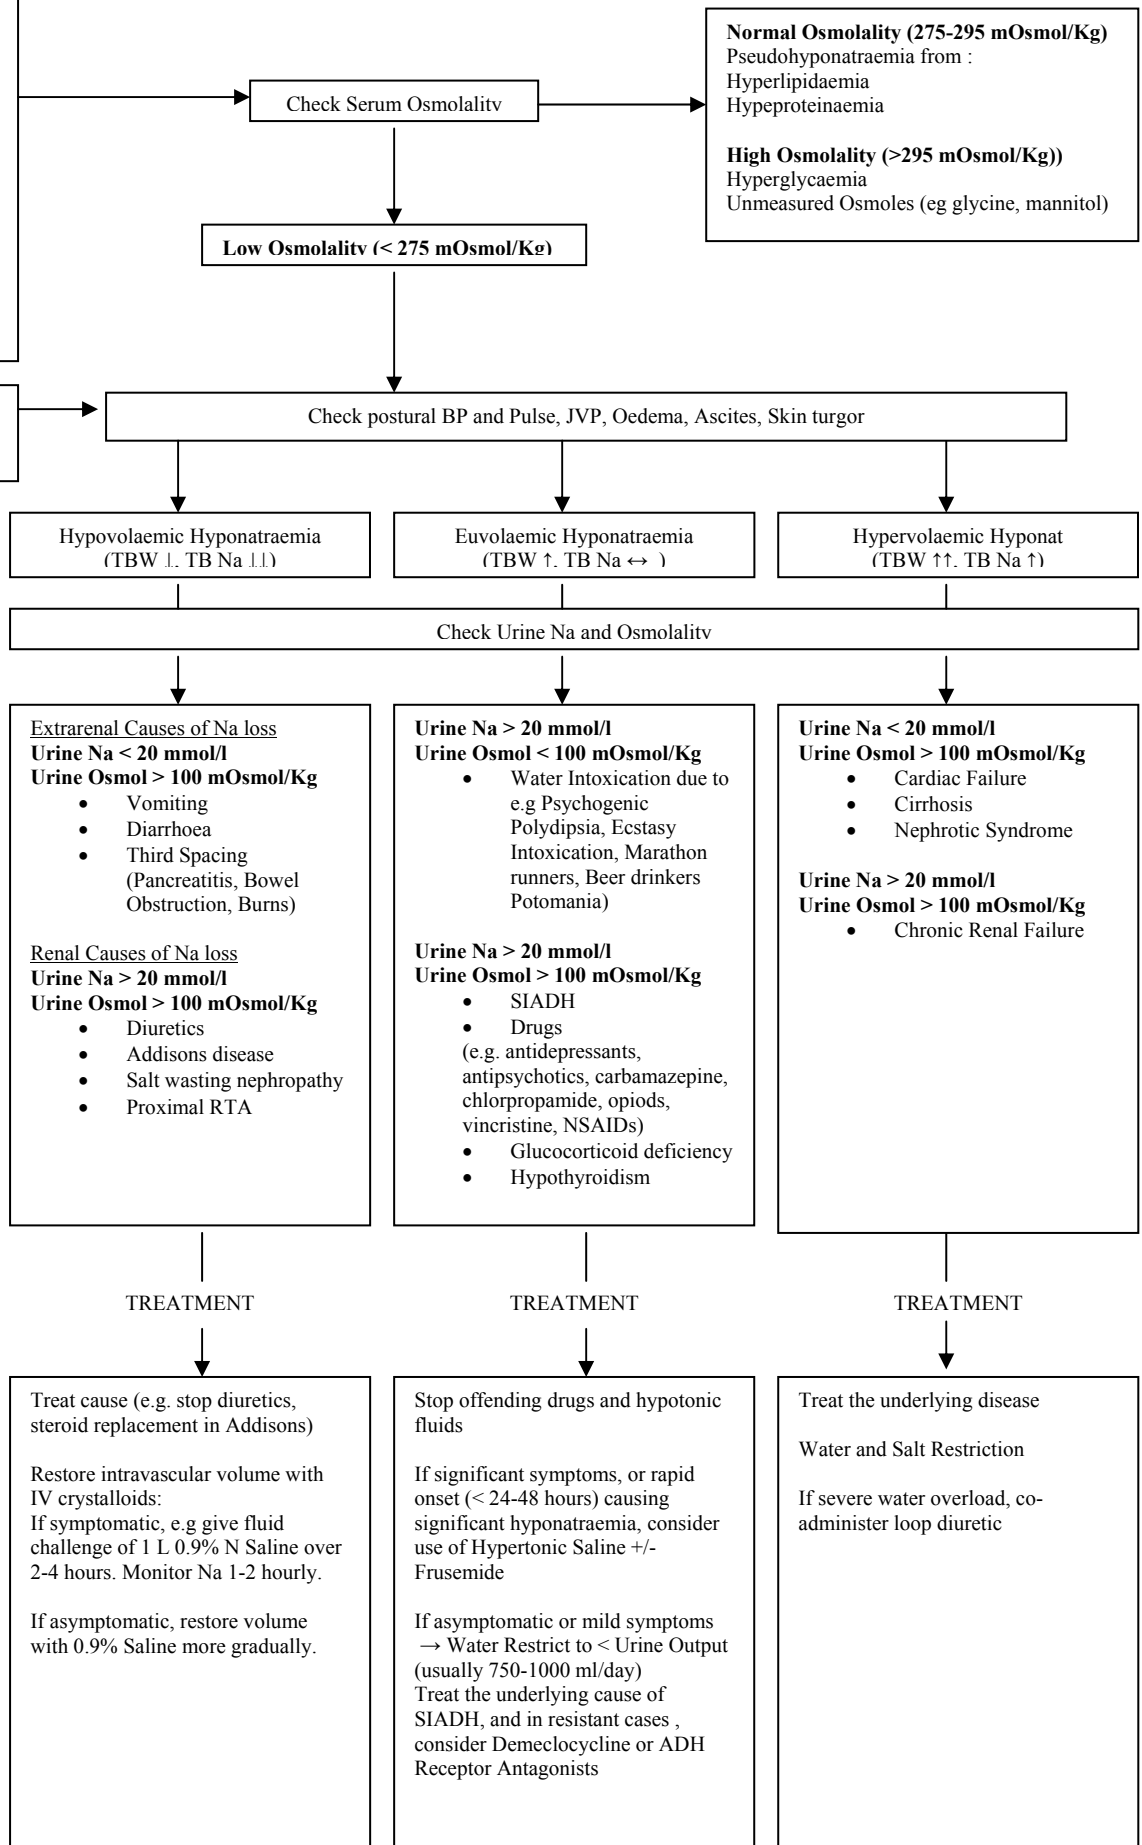 Normal Osmolality (275-295 mOsmol/Kg)
Pseudohyponatraemia from :
Hyperlipidaemia
Hypeproteinaemia
High Osmolality (>295 mOsmol/Kg))
Hyperglycaemia
Unmeasured Osmoles (eg glycine, mannitol)
Check Serum Osmolality
Low Osmolality (< 275 mOsmol/Kg)
Check postural BP and Pulse, JVP, Oedema, Ascites, Skin turgor
Hypovolaemic Hyponatraemia
(TBW ↓, TB Na ↓↓)
Euvolaemic Hyponatraemia
(TBW ↑, TB Na ↔ )
Hypervolaemic Hyponat
(TBW ↑↑, TB Na ↑)
Check Urine Na and Osmolality
Extrarenal Causes of Na loss
Urine Na < 20 mmol/l
Urine Osmol > 100 mOsmol/Kg
• Vomiting
• Diarrhoea
• Third Spacing
(Pancreatitis, Bowel
Obstruction, Burns)
Renal Causes of Na loss
Urine Na > 20 mmol/l
Urine Osmol > 100 mOsmol/Kg
• Diuretics
• Addisons disease
• Salt wasting nephropathy
• Proximal RTA
Urine Na > 20 mmol/l
Urine Osmol < 100 mOsmol/Kg
• Water Intoxication due to
e.g Psychogenic
Polydipsia, Ecstasy
Intoxication, Marathon
runners, Beer drinkers
Potomania)
Urine Na > 20 mmol/l
Urine Osmol > 100 mOsmol/Kg
• SIADH
• Drugs
(e.g. antidepressants,
antipsychotics, carbamazepine,
chlorpropamide, opiods,
vincristine, NSAIDs)
• Glucocorticoid deficiency
• Hypothyroidism
Urine Na < 20 mmol/l
Urine Osmol > 100 mOsmol/Kg
• Cardiac Failure
• Cirrhosis
• Nephrotic Syndrome
Urine Na > 20 mmol/l
Urine Osmol > 100 mOsmol/Kg
• Chronic Renal Failure
TREATMENT
TREATMENT
TREATMENT
Treat cause (e.g. stop diuretics,
steroid replacement in Addisons)
Restore intravascular volume with
IV crystalloids:
If symptomatic, e.g give fluid
challenge of 1 L 0.9% N Saline over
2-4 hours. Monitor Na 1-2 hourly.
If asymptomatic, restore volume
with 0.9% Saline more gradually.
Stop offending drugs and hypotonic
fluids
If significant symptoms, or rapid
onset (< 24-48 hours) causing
significant hyponatraemia, consider
use of Hypertonic Saline +/-
Frusemide
If asymptomatic or mild symptoms
→ Water Restrict to < Urine Output
(usually 750-1000 ml/day)
Treat the underlying cause of
SIADH, and in resistant cases ,
consider Demeclocycline or ADH
Receptor Antagonists
Treat the underlying disease
Water and Salt Restriction
If severe water overload, co-
administer loop diuretic